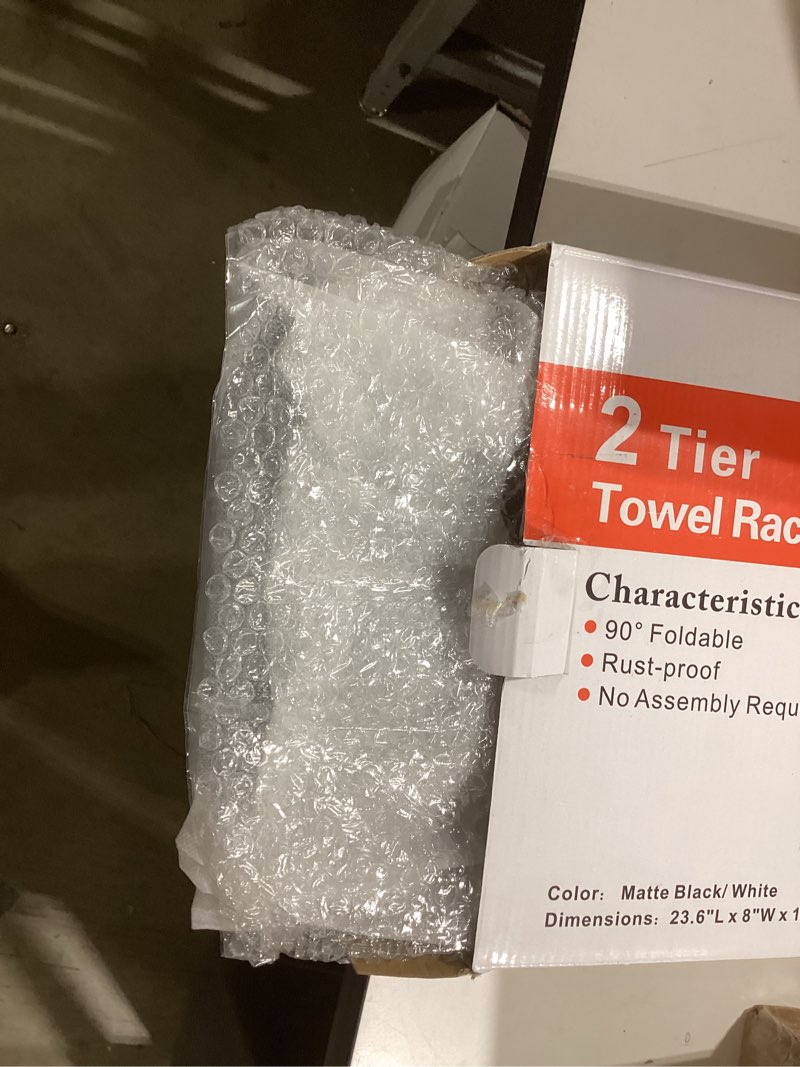 2 Tier
Towel Rac
Characteristic
90° Foldable
Rust-proof
No Assembly Requ
Color: Matte Black/ White
Dimensions: 23.6"L x 8"W x 1